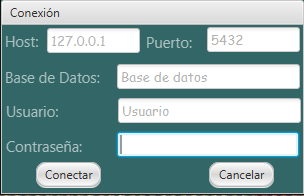 Conexión
Host: 127.0.0.1 Puerto: 5432
Base de Datos: Base de datos
Usuario: Usuario
Contraseña:
Conectar Cancelar